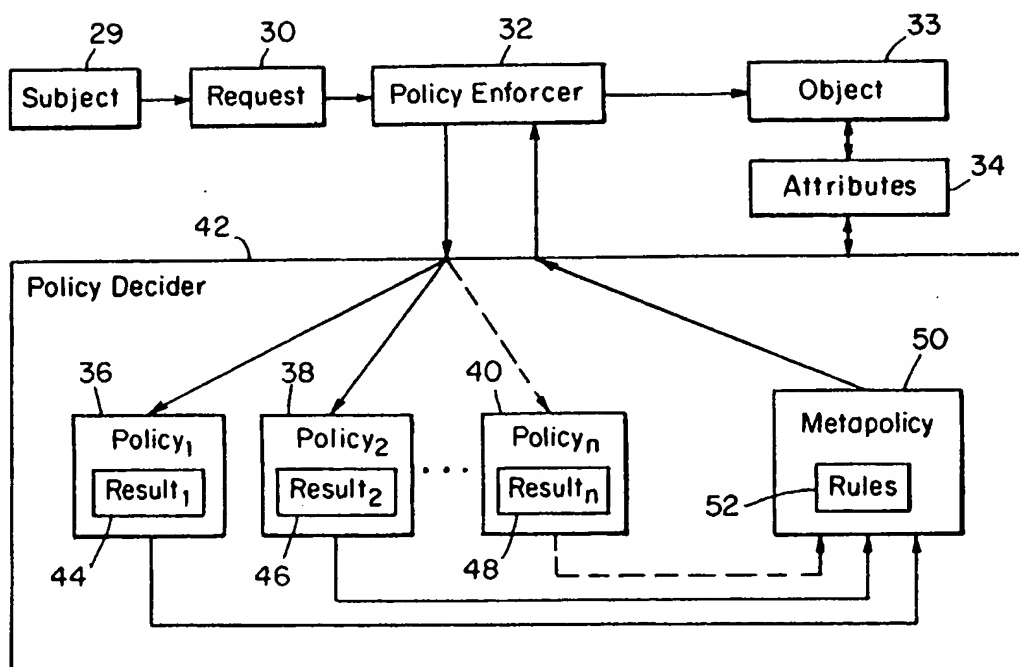 29 30 32 33
Subject Request Policy Enforcer Object
Attributes 34
42
Policy Decider
36 38 40 50
Policy₁ Policy₂ Policyₙ Metapolicy
Result₁ Result₂ . . . Resultₙ Rules
44 46 48 52